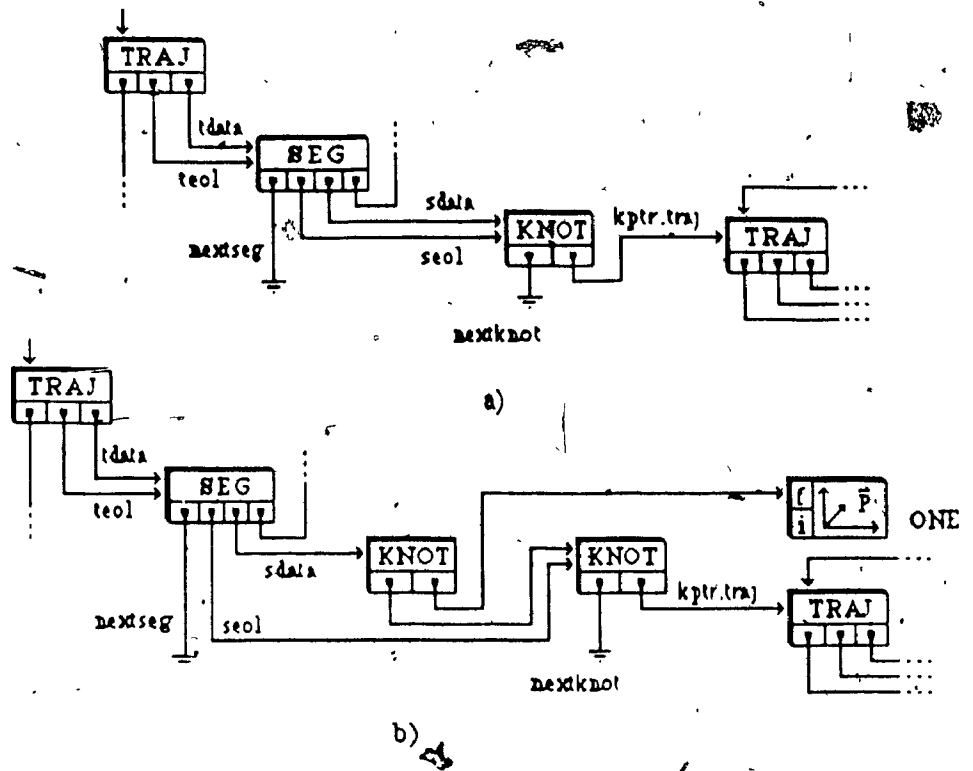 TRAJ
tdata
teol
SEG
sdata
nextseg
seol
KNOT
kptr.traj
TRAJ
nextknot
a)
TRAJ
tdata
teol
SEG
sdata
nextseg
seol
KNOT
KNOT
kptr.traj
nextknot
f
i
p
ONE
TRAJ
b)